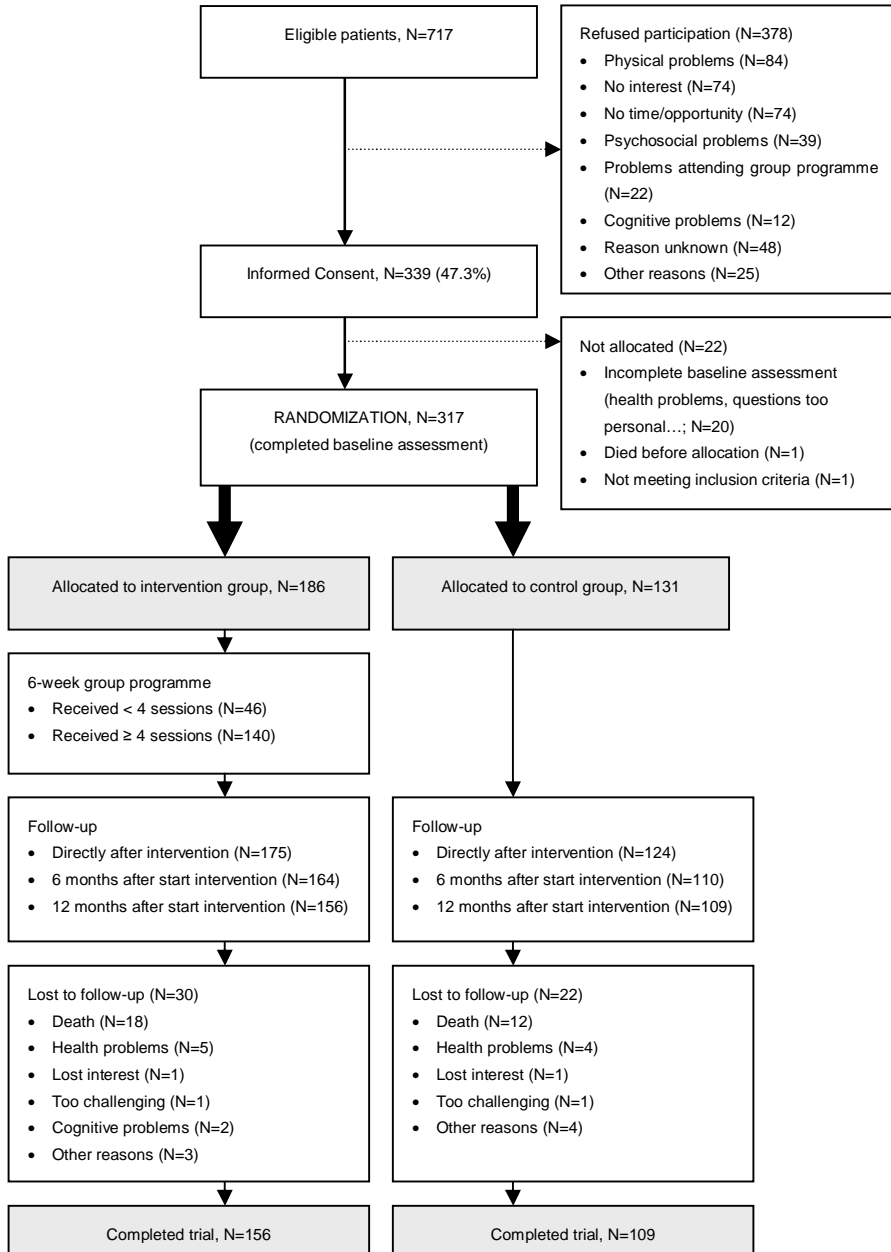 Eligible patients, N=717
Refused participation (N=378)
• Physical problems (N=84)
• No interest (N=74)
• No time/opportunity (N=74)
• Psychosocial problems (N=39)
• Problems attending group programme
(N=22)
• Cognitive problems (N=12)
• Reason unknown (N=48)
• Other reasons (N=25)
Informed Consent, N=339 (47.3%)
Not allocated (N=22)
• Incomplete baseline assessment
(health problems, questions too
personal…; N=20)
• Died before allocation (N=1)
• Not meeting inclusion criteria (N=1)
RANDOMIZATION, N=317
(completed baseline assessment)
Allocated to intervention group, N=186
Allocated to control group, N=131
6-week group programme
• Received < 4 sessions (N=46)
• Received ≥ 4 sessions (N=140)
Follow-up
• Directly after intervention (N=175)
• 6 months after start intervention (N=164)
• 12 months after start intervention (N=156)
Follow-up
• Directly after intervention (N=124)
• 6 months after start intervention (N=110)
• 12 months after start intervention (N=109)
Lost to follow-up (N=30)
• Death (N=18)
• Health problems (N=5)
• Lost interest (N=1)
• Too challenging (N=1)
• Cognitive problems (N=2)
• Other reasons (N=3)
Lost to follow-up (N=22)
• Death (N=12)
• Health problems (N=4)
• Lost interest (N=1)
• Too challenging (N=1)
• Other reasons (N=4)
Completed trial, N=156
Completed trial, N=109